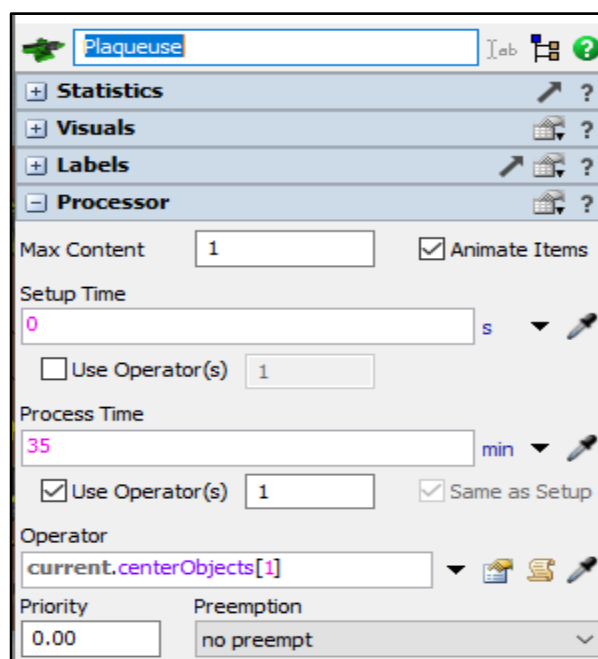 Plaqueuse
Statistics ?
Visuals ?
Labels ?
Processor ?
Max Content 1 Animate Items
Setup Time
0 s
Use Operator(s) 1
Process Time
35 min
Use Operator(s) 1 Same as Setup
Operator
current.centerObjects[1]
Priority Preemption
0.00 no preempt